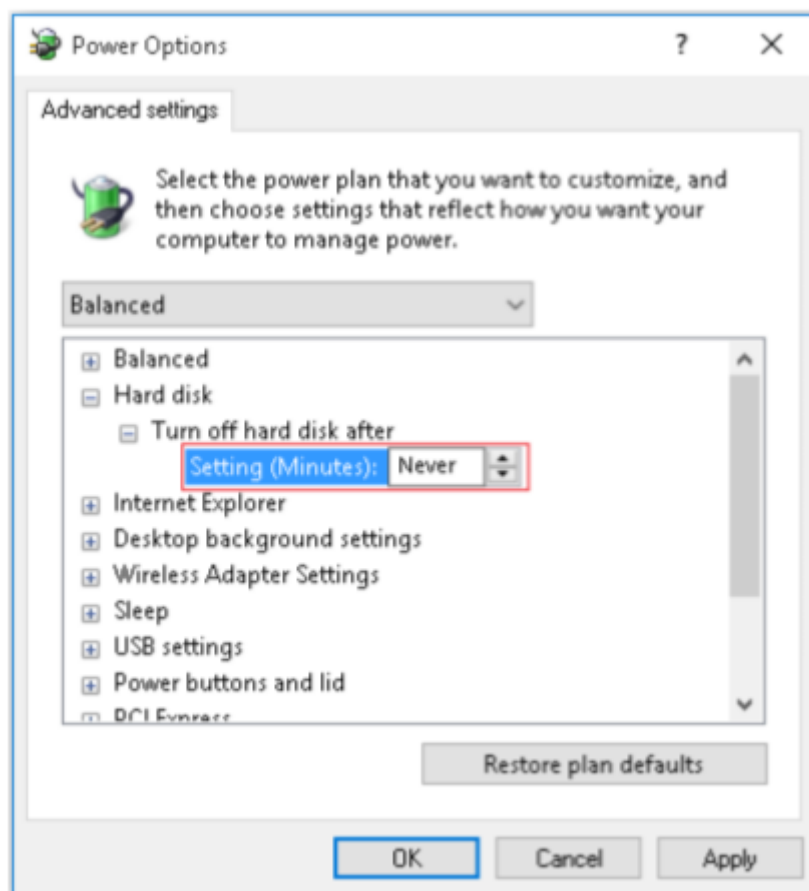 Power Options
Advanced settings
Select the power plan that you want to customize, and
then choose settings that reflect how you want your
computer to manage power.
Balanced
Balanced
Hard disk
Turn off hard disk after
Setting (Minutes): Never
Internet Explorer
Desktop background settings
Wireless Adapter Settings
Sleep
USB settings
Power buttons and lid
PCI Express
Restore plan defaults
OK Cancel Apply